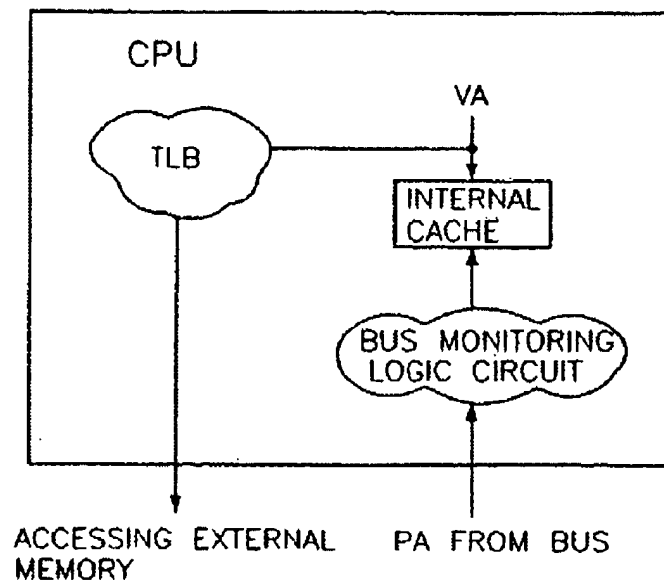 CPU
VA
TLB
INTERNAL
CACHE
BUS MONITORING
LOGIC CIRCUIT
ACCESSING EXTERNAL
MEMORY
PA FROM BUS